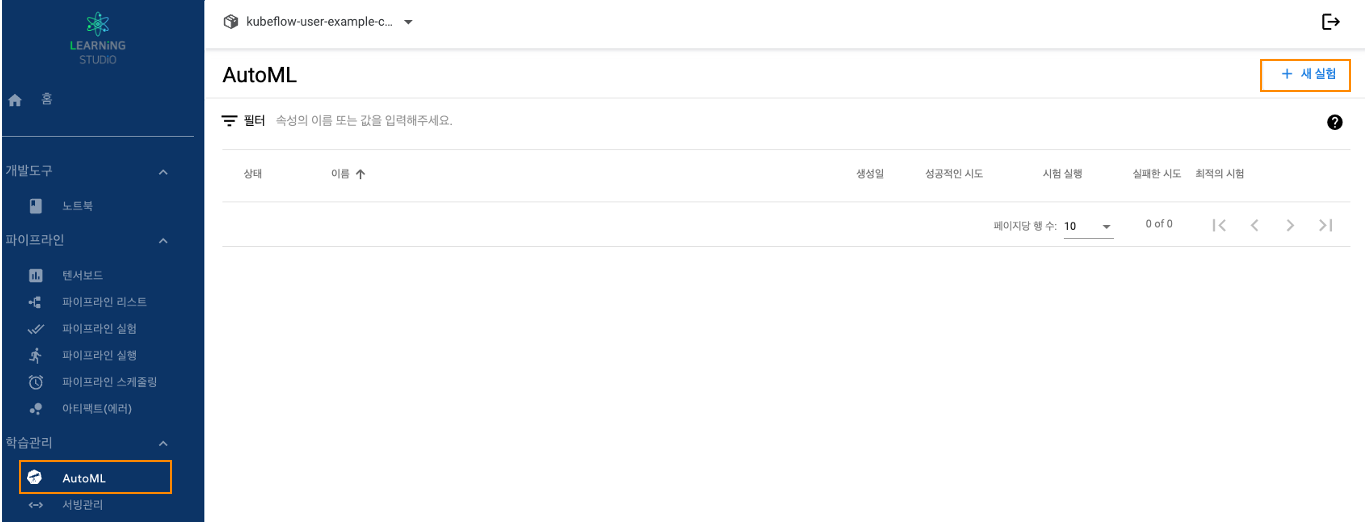 LEARNiNG
STUDIO
홈
개발도구
노트북
파이프라인
텐서보드
파이프라인 리스트
파이프라인 실험
파이프라인 실행
파이프라인 스케줄링
아티팩트(에러)
학습관리
AutoML
서빙관리
kubeflow-user-example-c...
AutoML
+ 새 실험
필터 속성의 이름 또는 값을 입력해주세요.
상태 이름 생성일 성공적인 시도 시험 실행 실패한 시도 최적의 시험
페이지당 행 수: 10 0 of 0